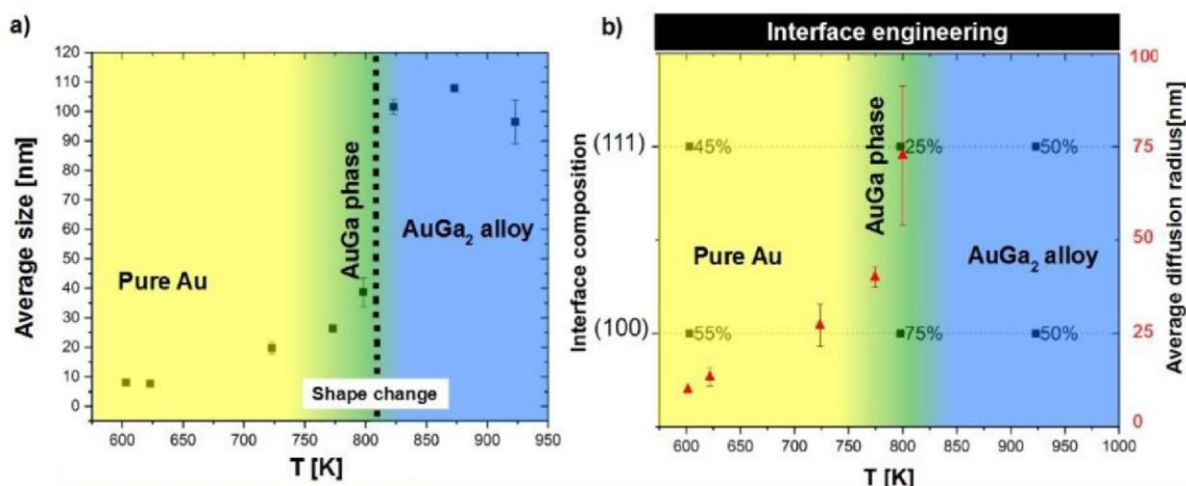 a)
120
110
100
90
80
70
60
50
40
30
20
10
0
Average size [nm]
Pure Au
AuGa phase
AuGa₂ alloy
Shape change
600
650
700
750
800
850
900
950
T [K]
b)
Interface engineering
Interface composition
(111)
(100)
45%
25%
50%
AuGa phase
Pure Au
AuGa₂ alloy
55%
75%
50%
100
75
50
25
0
Average diffusion radius[nm]
600
650
700
750
800
850
900
950
1000
T [K]